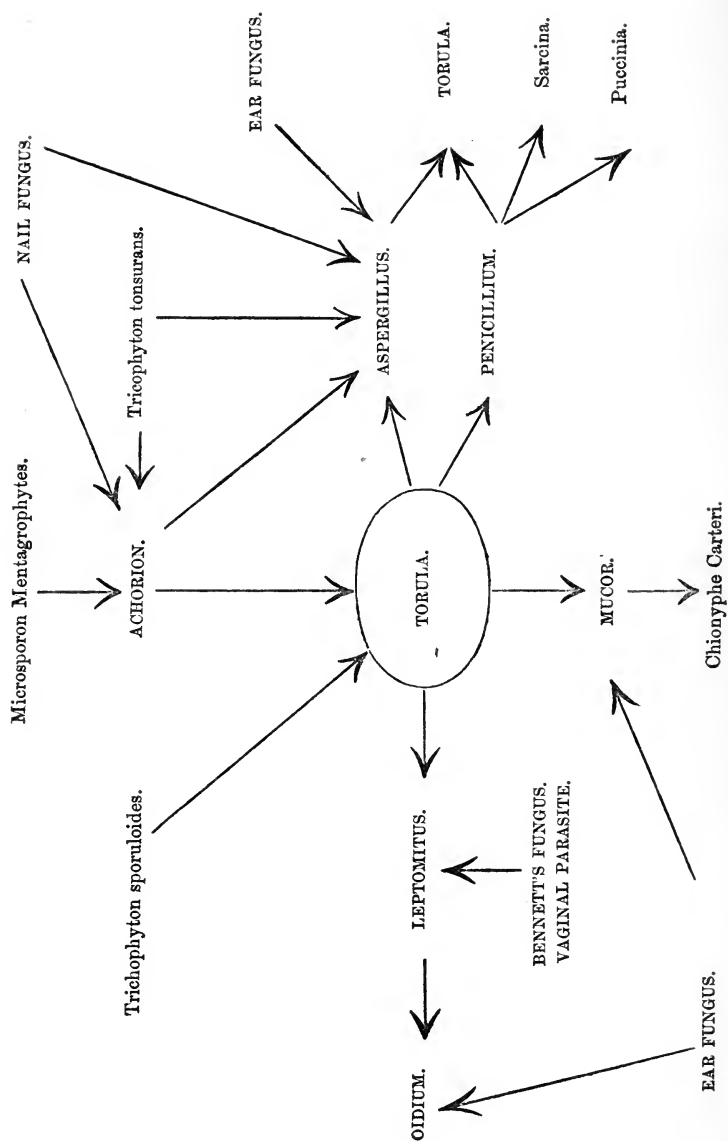 Microsporon Mentagrophytes.
NAIL FUNGUS.
ACHORION.
Tricophyton tonsurans.
EAR FUNGUS.
Trichophyton sporuloides.
ASPERGILLUS.
TORULA.
OIDIUM.
LEPTOMITUS.
TORULA.
PENICILLIUM.
Sarcina.
BENNETT'S FUNGUS.
VAGINAL PARASITE.
MUCOR.
Puccinia.
EAR FUNGUS.
Chionyphe Carteri.